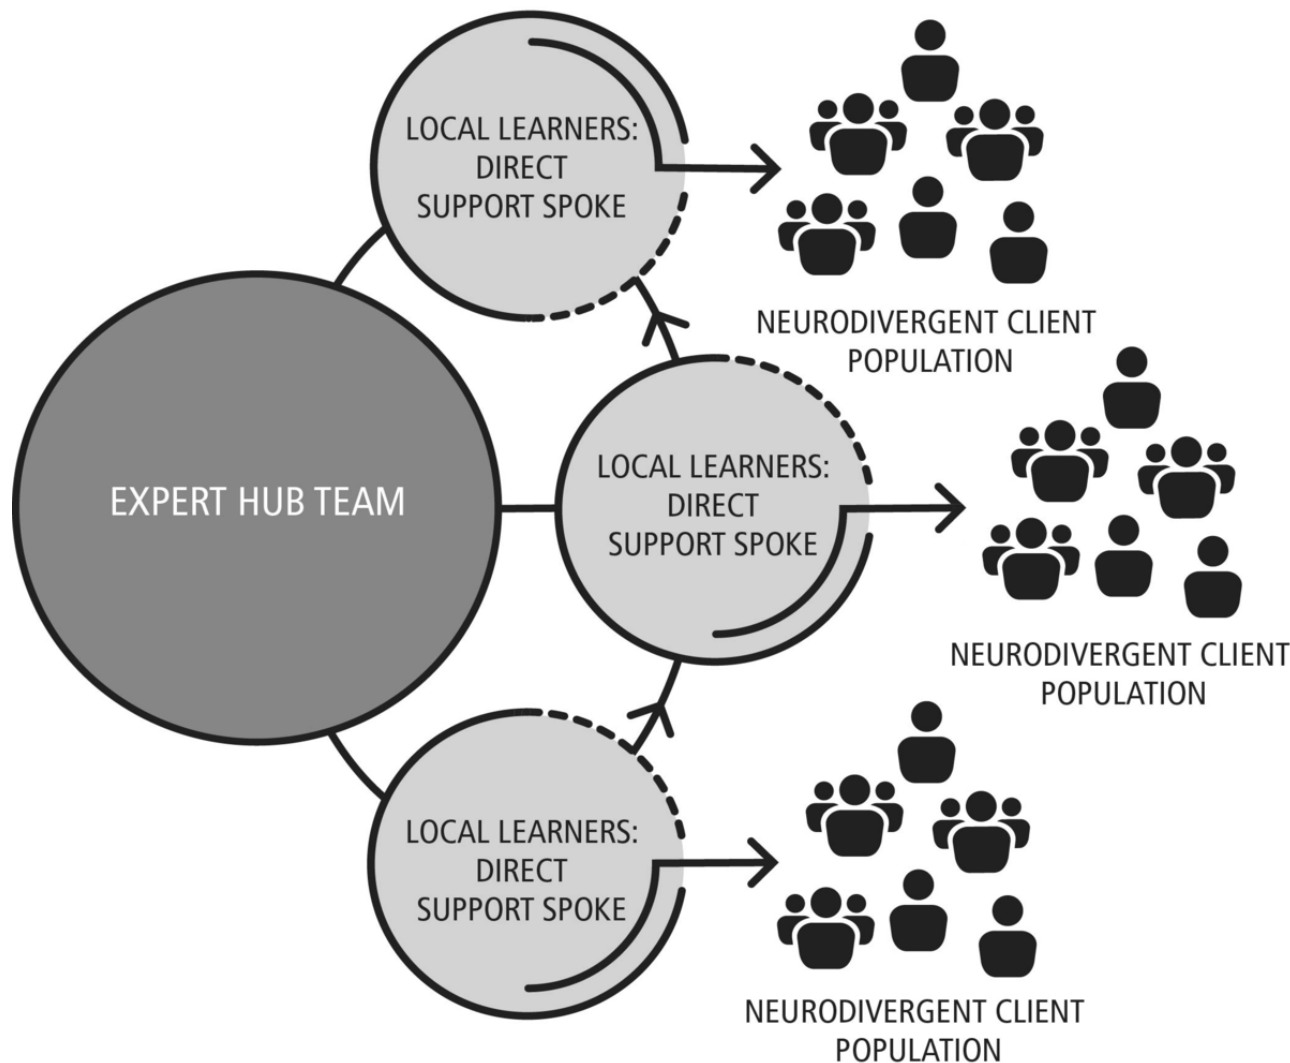 LOCAL LEARNERS:
DIRECT
SUPPORT SPOKE
NEURODIVERGENT CLIENT
POPULATION
EXPERT HUB TEAM
LOCAL LEARNERS:
DIRECT
SUPPORT SPOKE
NEURODIVERGENT CLIENT
POPULATION
LOCAL LEARNERS:
DIRECT
SUPPORT SPOKE
NEURODIVERGENT CLIENT
POPULATION